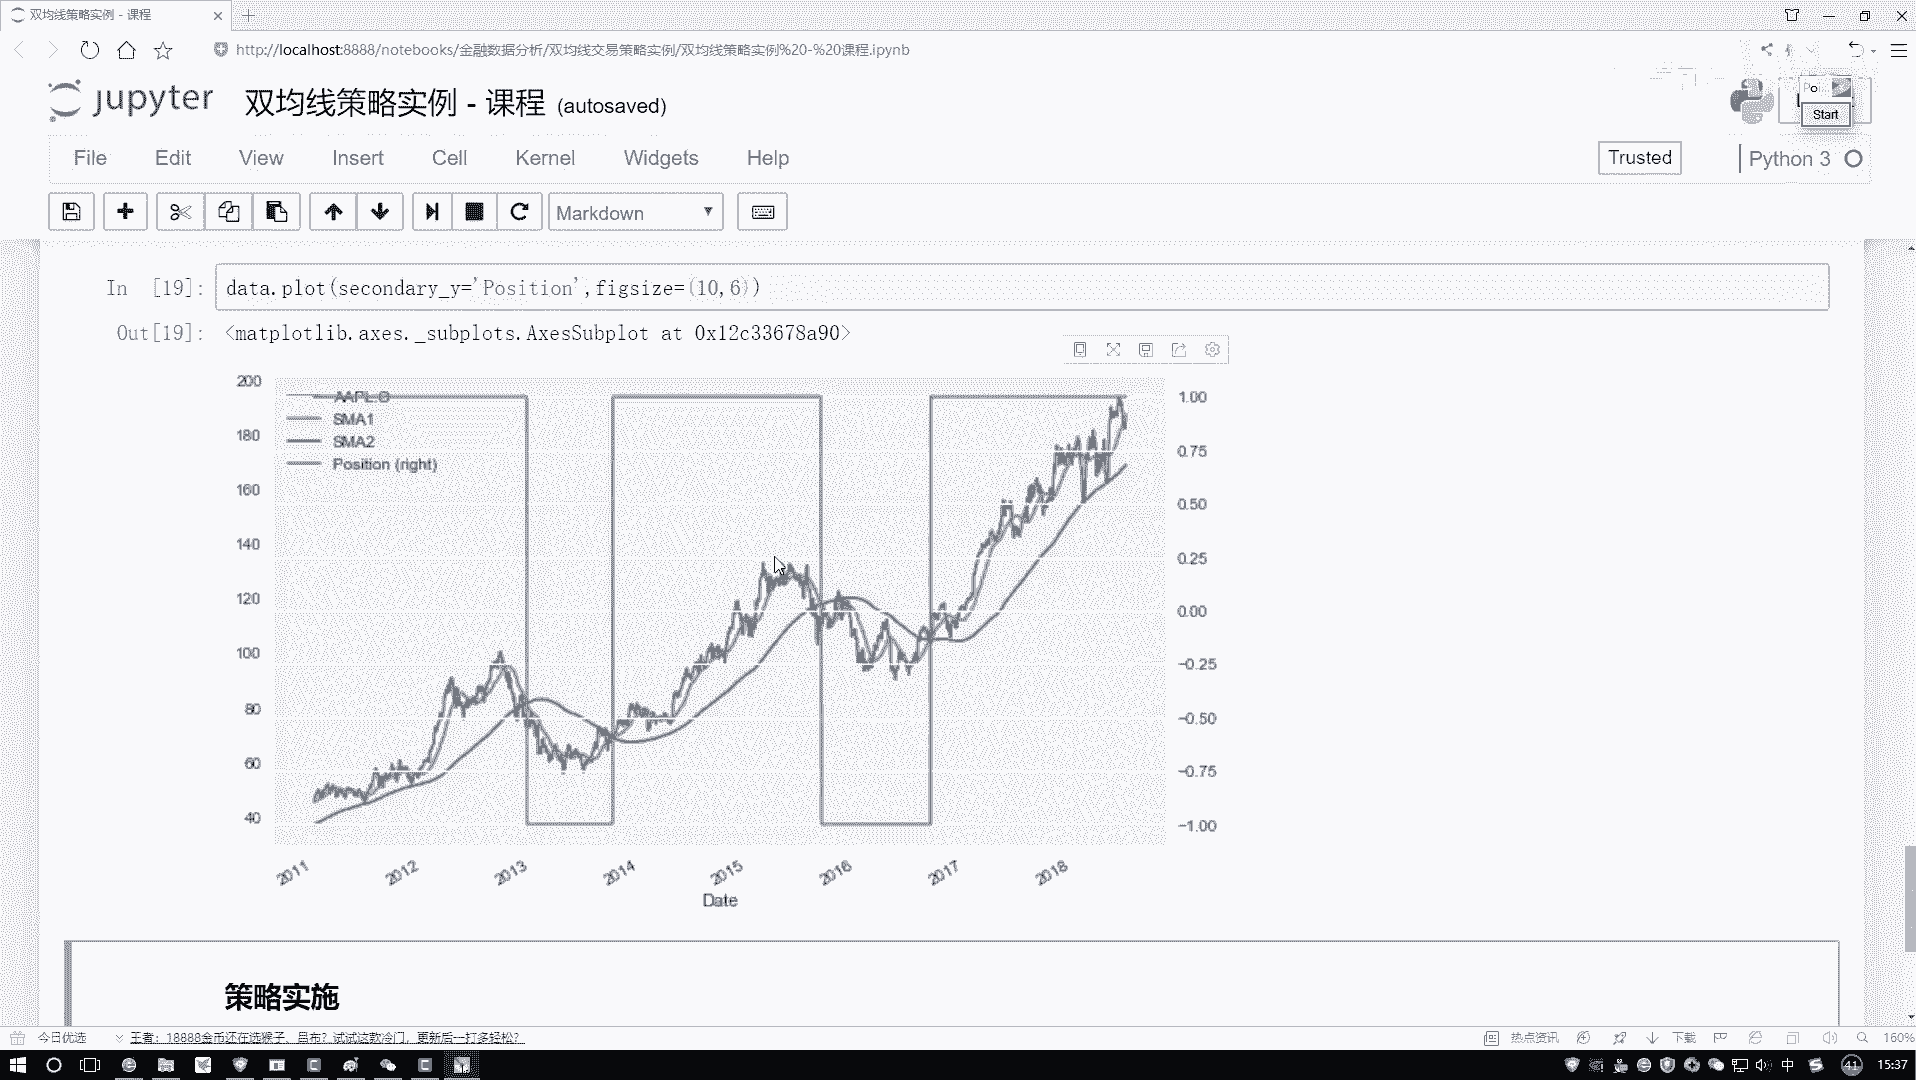 双均线策略实例 - 课程
http://localhost:8888/notebooks/金融数据分析/双均线交易策略实例/双均线策略实例%20-%20课程.ipynb
jupyter 双均线策略实例 - 课程 (autosaved)
Start
File Edit View Insert Cell Kernel Widgets Help
Trusted Python 3
Markdown
In [19]: data.plot(secondary_y='Position',figsize=(10,6))
Out[19]: <matplotlib.axes._subplots.AxesSubplot at 0x12c33678a90>
200
180
160
140
120
100
80
60
40
AAPL.O
SMA1
SMA2
Position (right)
1.00
0.75
0.50
0.25
0.00
−0.25
−0.50
−0.75
−1.00
2011 2012 2013 2014 2015 2016 2017 2018
Date
策略实施
今日优选 王者：18888金币还在选猴子、吕布？试试这款冷门，更新后一打多轻松？
热点资讯 下载 160%
中 41 15:37